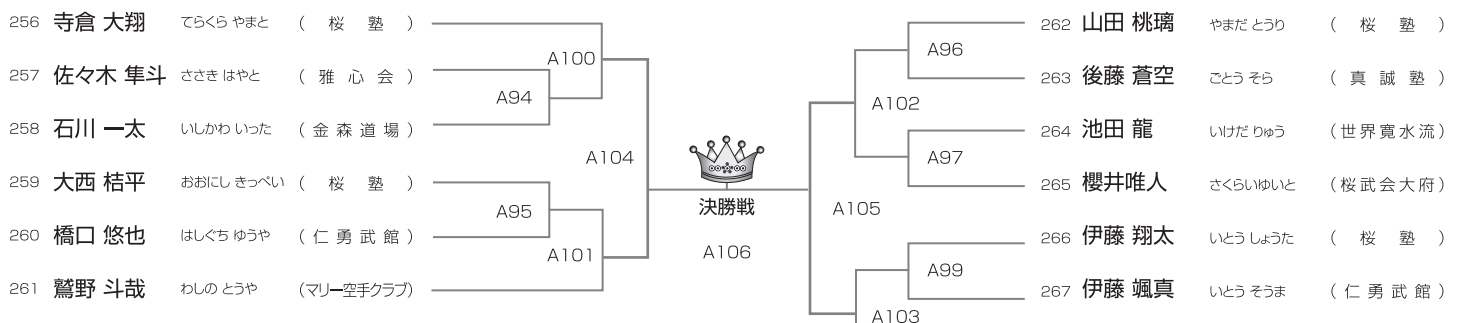 256 寺倉 大翔 てらくら やまと （ 桜 塾 ）
257 佐々木 隼斗 ささき はやと （ 雅 心 会 ）
258 石川 一太 いしかわ いった （ 金 森 道 場 ）
259 大西 桔平 おおにし きっぺい （ 桜 塾 ）
260 橋口 悠也 はしぐち ゆうや （ 仁 勇 武 館 ）
261 鷲野 斗哉 わしの とうや （マリー空手クラブ）
A100
A94
A104
A95
A101
決勝戦
A106
A96
A102
A97
A105
A99
A103
262 山田 桃璃 やまだ とうり （ 桜 塾 ）
263 後藤 蒼空 ごとう そら （ 真 誠 塾 ）
264 池田 龍 いけだ りゅう （世界寛水流）
265 櫻井唯人 さくらいゆいと （桜武会大府）
266 伊藤 翔太 いとう しょうた （ 桜 塾 ）
267 伊藤 颯真 いとう そうま （ 仁 勇 武 館 ）